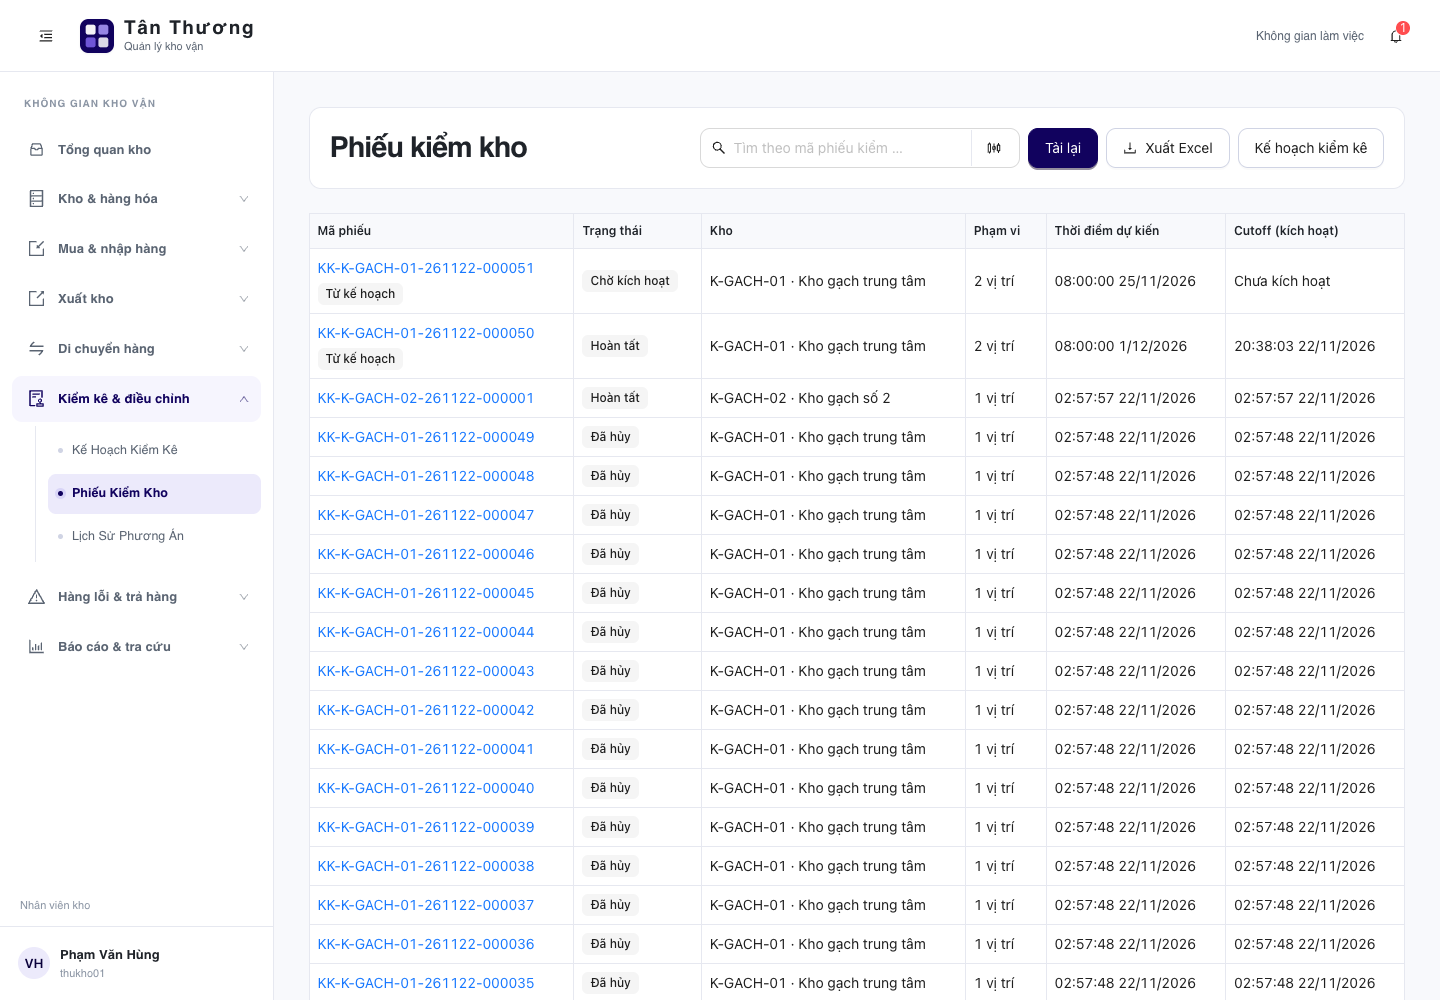 Tân Thương
Quản lý kho vận
Không gian làm việc
1
KHÔNG GIAN KHO VẬN
Tổng quan kho
Kho & hàng hóa
Mua & nhập hàng
Xuất kho
Di chuyển hàng
Kiểm kê & điều chỉnh
Kế Hoạch Kiểm Kê
Phiếu Kiểm Kho
Lịch Sử Phương Án
Hàng lỗi & trả hàng
Báo cáo & tra cứu
Nhân viên kho
VH
Phạm Văn Hùng
thukho01
Phiếu kiểm kho
Tìm theo mã phiếu kiểm ...
Tải lại
Xuất Excel
Kế hoạch kiểm kê
Mã phiếu Trạng thái Kho Phạm vi Thời điểm dự kiến Cutoff (kích hoạt)
KK-K-GACH-01-261122-000051 Chờ kích hoạt K-GACH-01 · Kho gạch trung tâm 2 vị trí 08:00:00 25/11/2026 Chưa kích hoạt
Từ kế hoạch
KK-K-GACH-01-261122-000050 Hoàn tất K-GACH-01 · Kho gạch trung tâm 2 vị trí 08:00:00 1/12/2026 20:38:03 22/11/2026
Từ kế hoạch
KK-K-GACH-02-261122-000001 Hoàn tất K-GACH-02 · Kho gạch số 2 1 vị trí 02:57:57 22/11/2026 02:57:57 22/11/2026
KK-K-GACH-01-261122-000049 Đã hủy K-GACH-01 · Kho gạch trung tâm 1 vị trí 02:57:48 22/11/2026 02:57:48 22/11/2026
KK-K-GACH-01-261122-000048 Đã hủy K-GACH-01 · Kho gạch trung tâm 1 vị trí 02:57:48 22/11/2026 02:57:48 22/11/2026
KK-K-GACH-01-261122-000047 Đã hủy K-GACH-01 · Kho gạch trung tâm 1 vị trí 02:57:48 22/11/2026 02:57:48 22/11/2026
KK-K-GACH-01-261122-000046 Đã hủy K-GACH-01 · Kho gạch trung tâm 1 vị trí 02:57:48 22/11/2026 02:57:48 22/11/2026
KK-K-GACH-01-261122-000045 Đã hủy K-GACH-01 · Kho gạch trung tâm 1 vị trí 02:57:48 22/11/2026 02:57:48 22/11/2026
KK-K-GACH-01-261122-000044 Đã hủy K-GACH-01 · Kho gạch trung tâm 1 vị trí 02:57:48 22/11/2026 02:57:48 22/11/2026
KK-K-GACH-01-261122-000043 Đã hủy K-GACH-01 · Kho gạch trung tâm 1 vị trí 02:57:48 22/11/2026 02:57:48 22/11/2026
KK-K-GACH-01-261122-000042 Đã hủy K-GACH-01 · Kho gạch trung tâm 1 vị trí 02:57:48 22/11/2026 02:57:48 22/11/2026
KK-K-GACH-01-261122-000041 Đã hủy K-GACH-01 · Kho gạch trung tâm 1 vị trí 02:57:48 22/11/2026 02:57:48 22/11/2026
KK-K-GACH-01-261122-000040 Đã hủy K-GACH-01 · Kho gạch trung tâm 1 vị trí 02:57:48 22/11/2026 02:57:48 22/11/2026
KK-K-GACH-01-261122-000039 Đã hủy K-GACH-01 · Kho gạch trung tâm 1 vị trí 02:57:48 22/11/2026 02:57:48 22/11/2026
KK-K-GACH-01-261122-000038 Đã hủy K-GACH-01 · Kho gạch trung tâm 1 vị trí 02:57:48 22/11/2026 02:57:48 22/11/2026
KK-K-GACH-01-261122-000037 Đã hủy K-GACH-01 · Kho gạch trung tâm 1 vị trí 02:57:48 22/11/2026 02:57:48 22/11/2026
KK-K-GACH-01-261122-000036 Đã hủy K-GACH-01 · Kho gạch trung tâm 1 vị trí 02:57:48 22/11/2026 02:57:48 22/11/2026
KK-K-GACH-01-261122-000035 Đã hủy K-GACH-01 · Kho gạch trung tâm 1 vị trí 02:57:48 22/11/2026 02:57:48 22/11/2026